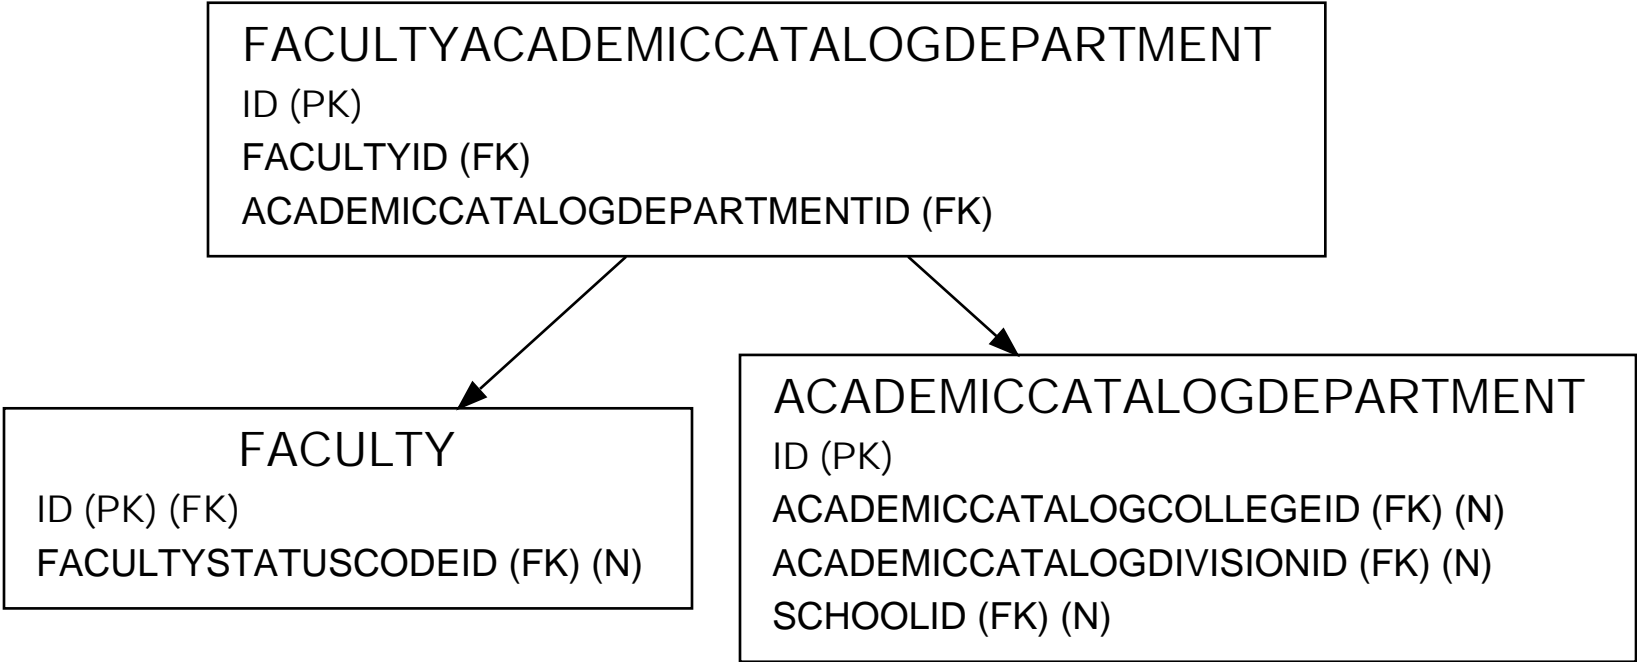 FACULTYACADEMICCATALOGDEPARTMENT
ID (PK)
FACULTYID (FK)
ACADEMICCATALOGDEPARTMENTID (FK)
FACULTY
ID (PK) (FK)
FACULTYSTATUSCODEID (FK) (N)
ACADEMICCATALOGDEPARTMENT
ID (PK)
ACADEMICCATALOGCOLLEGEID (FK) (N)
ACADEMICCATALOGDIVISIONID (FK) (N)
SCHOOLID (FK) (N)